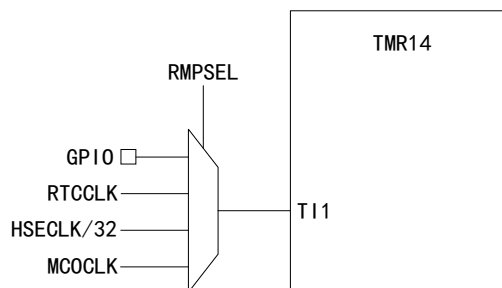 TMR14
RMPSEL
GPIO
RTCCLK
TI1
HSECLK/32
MCOCLK